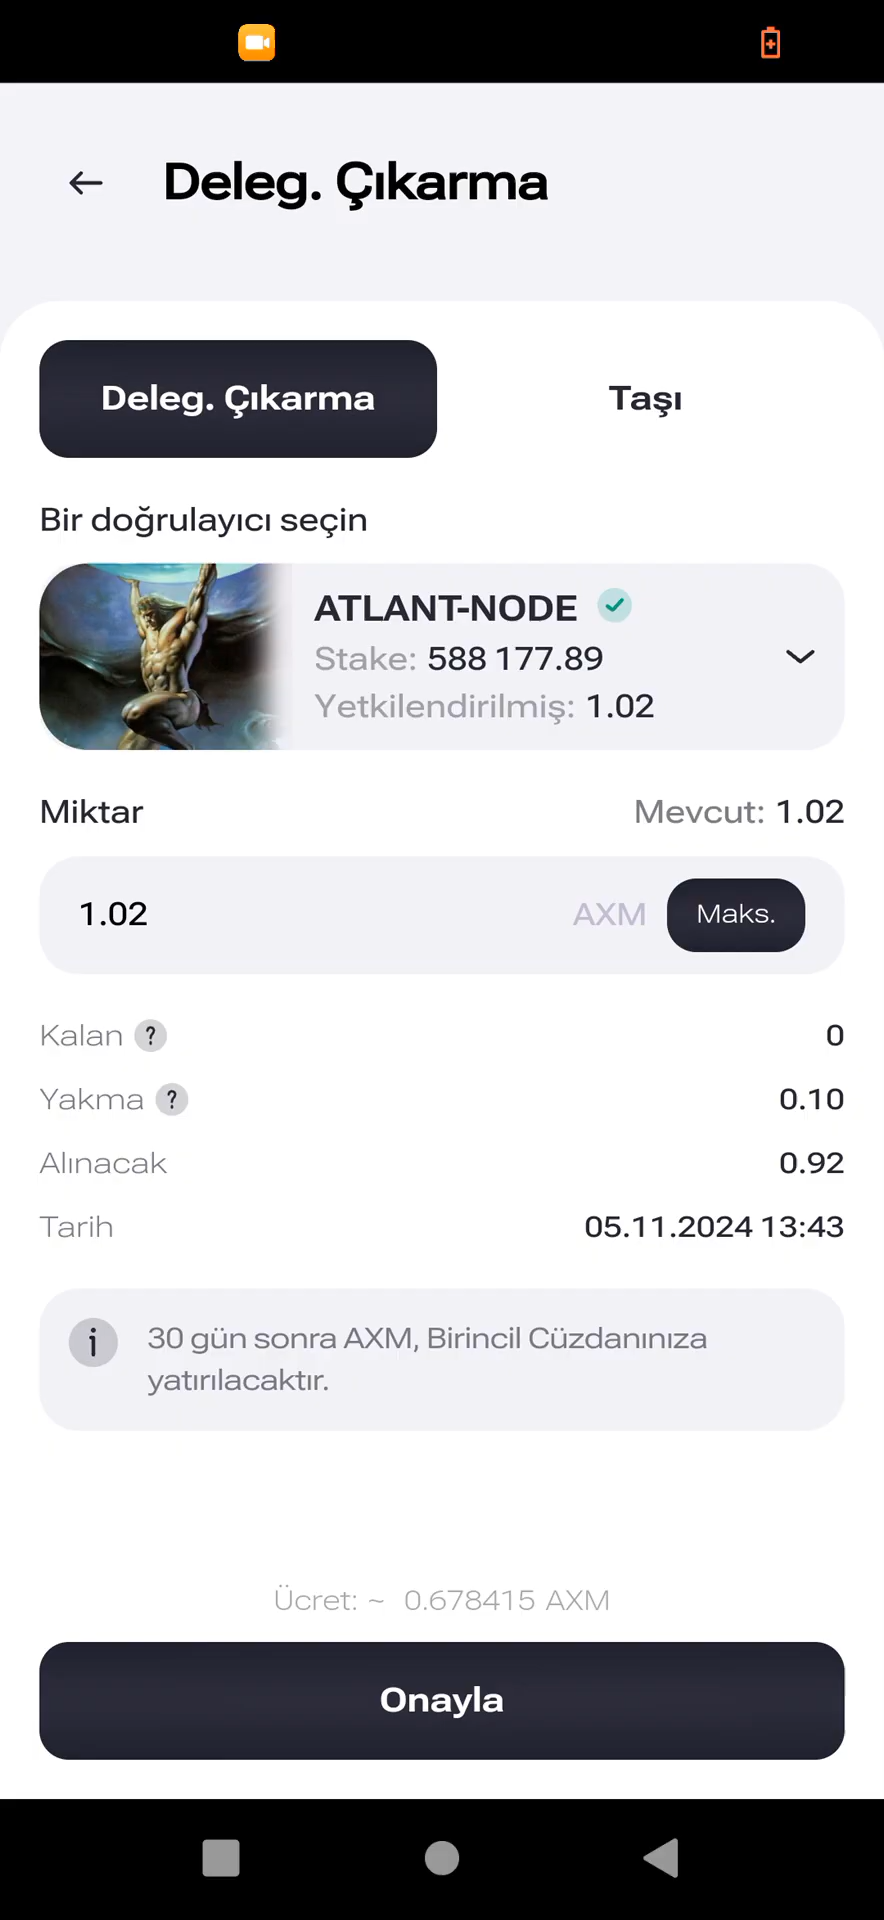 Deleg. Çıkarma
Deleg. Çıkarma Taşı
Bir doğrulayıcı seçin
ATLANT-NODE
Stake: 588 177.89
Yetkilendirilmiş: 1.02
Miktar Mevcut: 1.02
1.02 AXM Maks.
Kalan ? 0
Yakma ? 0.10
Alınacak 0.92
Tarih 05.11.2024 13:43
i 30 gün sonra AXM, Birincil Cüzdanınıza
yatırılacaktır.
Ücret: ~ 0.678415 AXM
Onayla